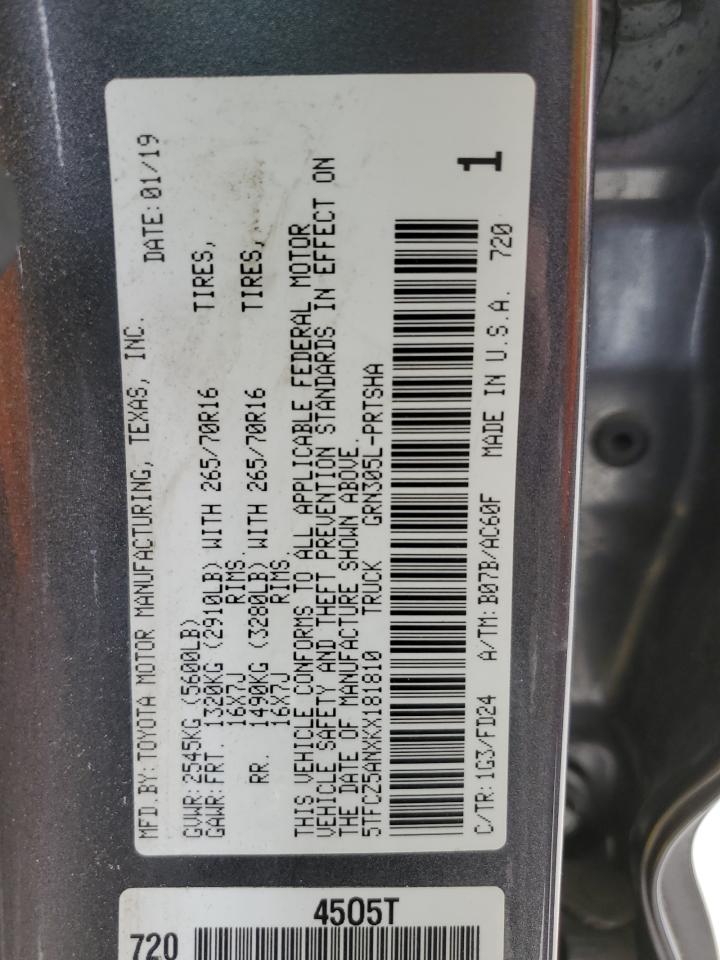 MFD.BY:TOYOTA MOTOR MANUFACTURING, TEXAS, INC. DATE:01/19
GVWR:2545KG (5600LB)
GAWR:FRT. 1320KG (2910LB) WITH 265/70R16 TIRES,
16X7J RIMS.
RR. 1490KG (3280LB) WITH 265/70R16 TIRES,
16X7J RIMS.
THIS VEHICLE CONFORMS TO ALL APPLICABLE FEDERAL MOTOR
VEHICLE SAFETY AND THEFT PREVENTION STANDARDS IN EFFECT ON
THE DATE OF MANUFACTURE SHOWN ABOVE.
5TFCZ5ANXKX181810 TRUCK GRN305L-PRTSHA
1
C/TR:1G3/FD24 A/TM:B07B/AC60F MADE IN U.S.A. 720
4505T
720